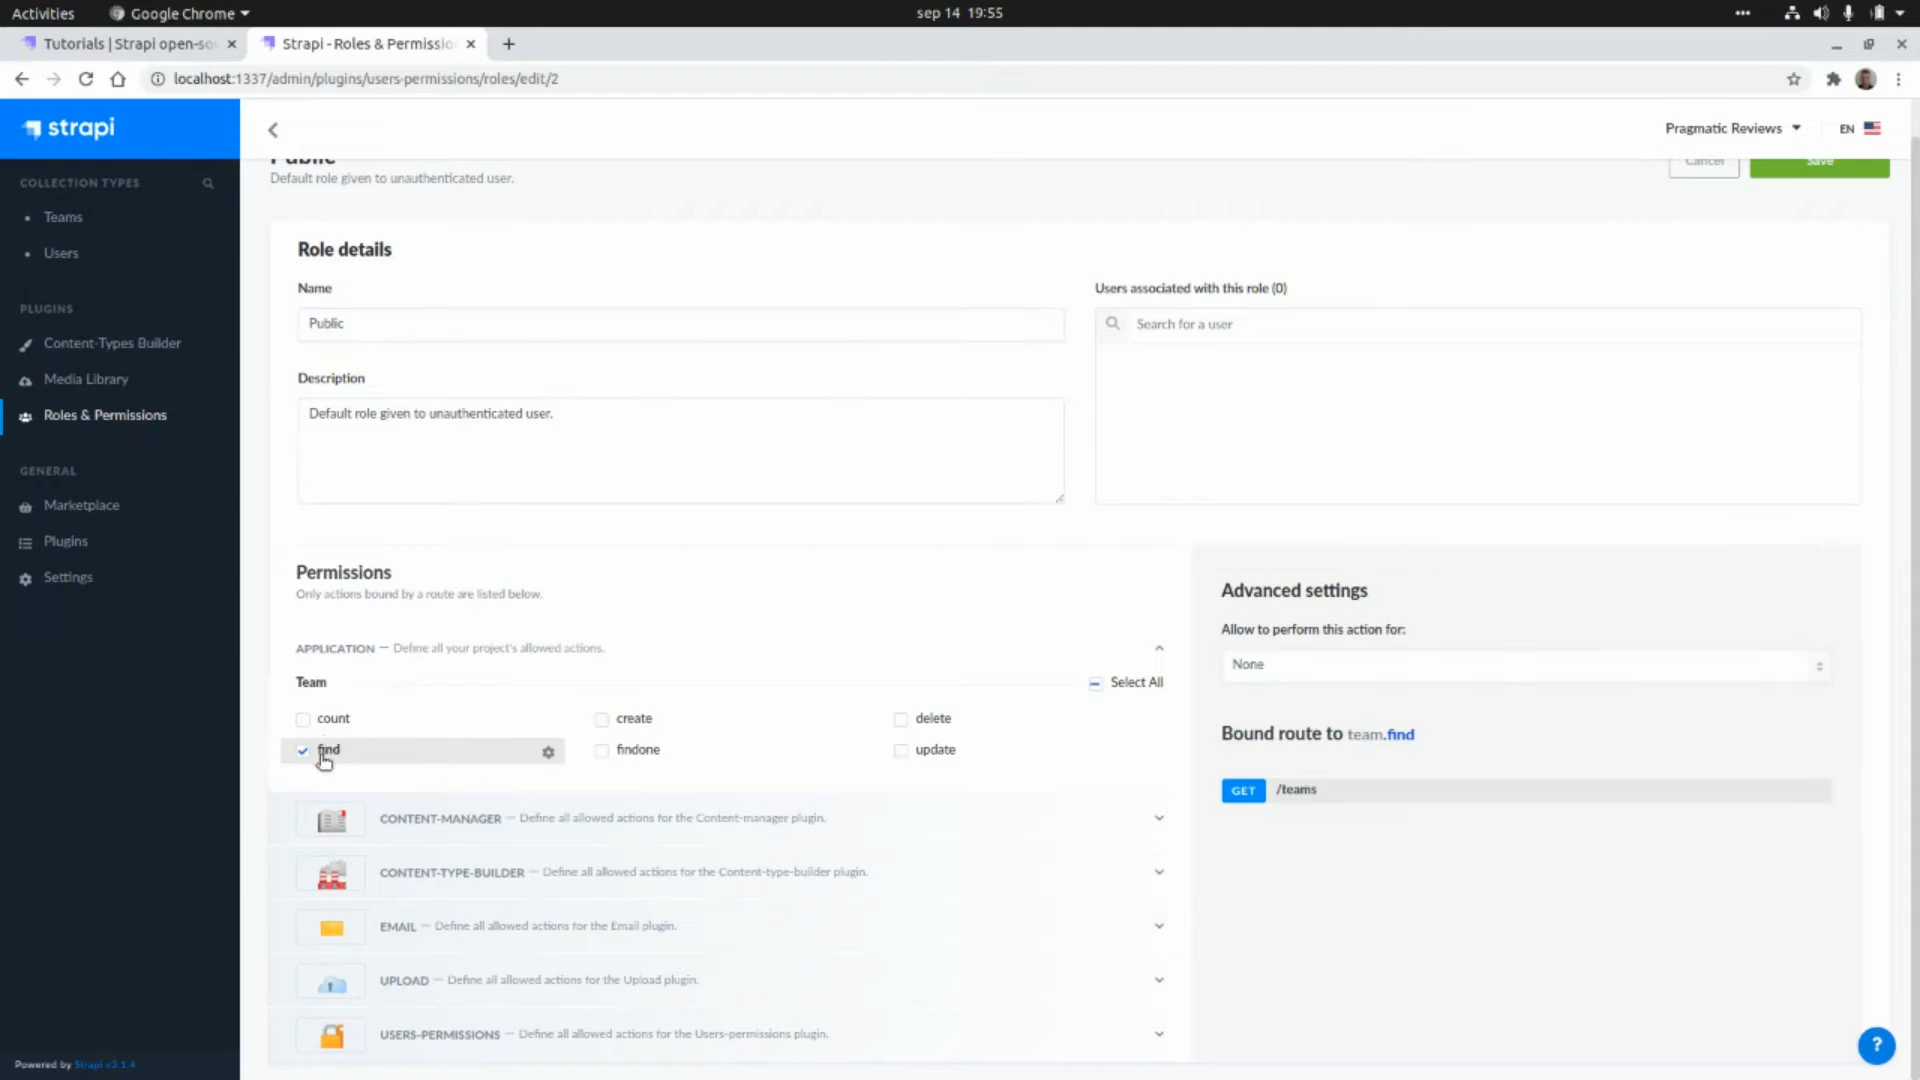 Activities
Google Chrome
sep 14 19:55
Tutorials | Strapi open-so
Strapi - Roles & Permissio
localhost:1337/admin/plugins/users-permissions/roles/edit/2
strapi
Pragmatic Reviews
EN
Public
Default role given to unauthenticated user.
Cancel
Save
COLLECTION TYPES
Teams
Users
PLUGINS
Content-Types Builder
Media Library
Roles & Permissions
GENERAL
Marketplace
Plugins
Settings
Powered by Strapi v3.1.4
Role details
Name
Public
Users associated with this role (0)
Search for a user
Description
Default role given to unauthenticated user.
Permissions
Only actions bound by a route are listed below.
APPLICATION — Define all your project's allowed actions.
Team
Select All
count
create
delete
find
findone
update
CONTENT-MANAGER — Define all allowed actions for the Content-manager plugin.
CONTENT-TYPE-BUILDER — Define all allowed actions for the Content-type-builder plugin.
EMAIL — Define all allowed actions for the Email plugin.
UPLOAD — Define all allowed actions for the Upload plugin.
USERS-PERMISSIONS — Define all allowed actions for the Users-permissions plugin.
Advanced settings
Allow to perform this action for:
None
Bound route to team.find
GET /teams
?